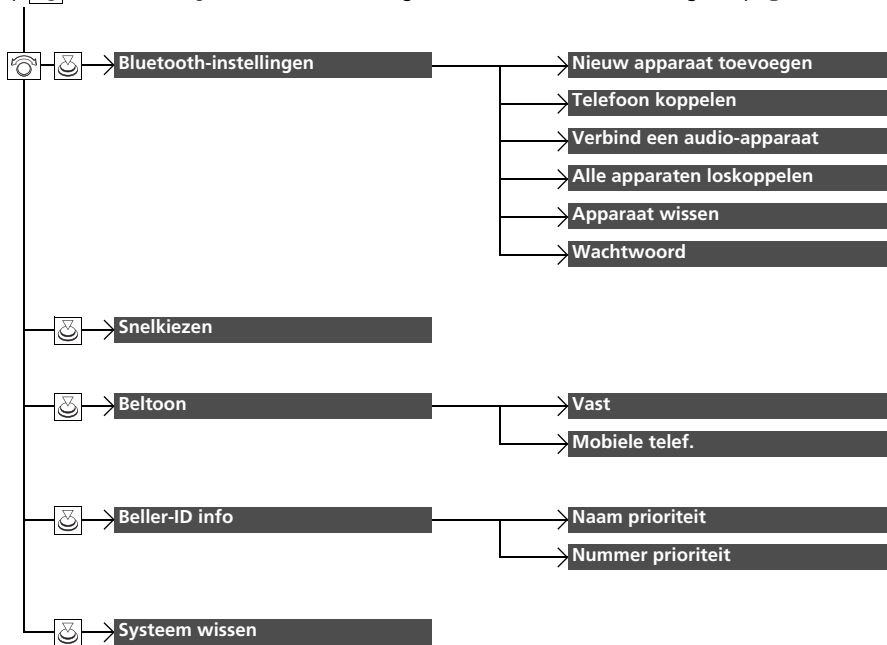 Bluetooth-instellingen
Nieuw apparaat toevoegen
Telefoon koppelen
Verbind een audio-apparaat
Alle apparaten loskoppelen
Apparaat wissen
Wachtwoord
Snelkiezen
Beltoon
Vast
Mobiele telef.
Beller-ID info
Naam prioriteit
Nummer prioriteit
Systeem wissen